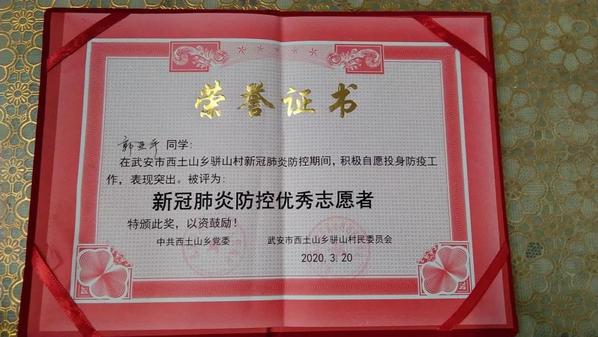 荣誉证书
郭亚乒 同学：
在武安市西土山乡骈山村新冠肺炎防控期间，积极自愿投身防疫工
作，表现突出。被评为：
新冠肺炎防控优秀志愿者
特颁此奖，以资鼓励！
中共西土山乡党委 武安市西土山乡骈山村民委员会
2020.3.20